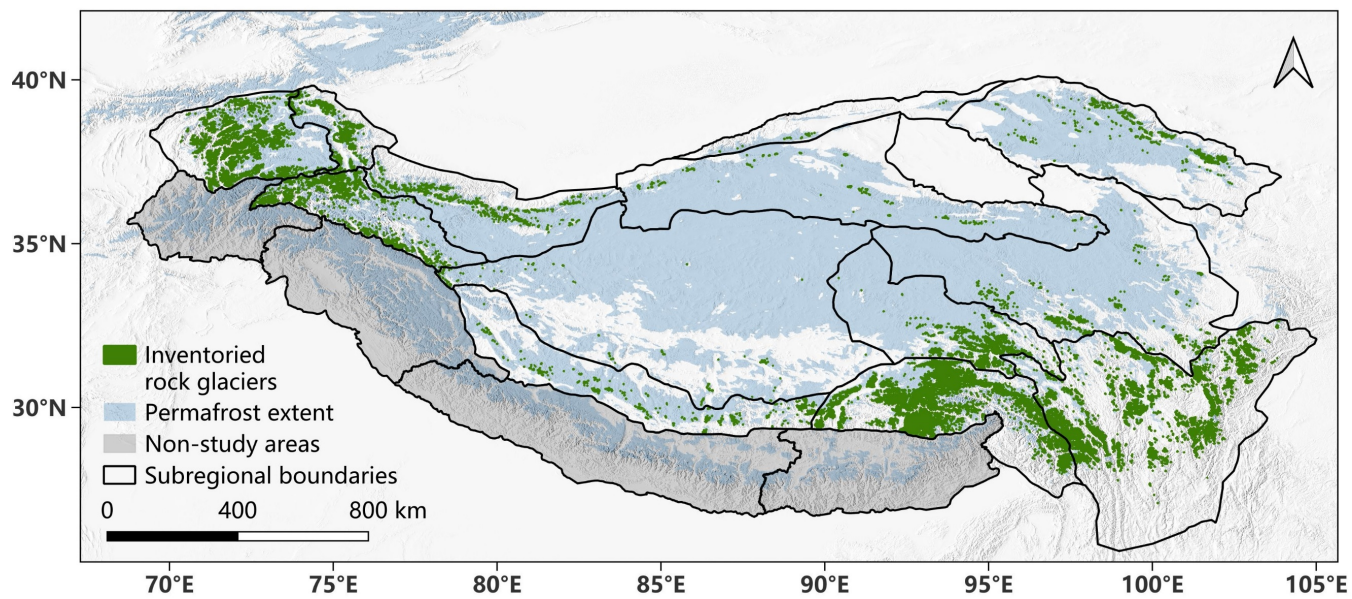 40°N
35°N
30°N
Inventoried
rock glaciers
Permafrost extent
Non-study areas
Subregional boundaries
0 400 800 km
70°E 75°E 80°E 85°E 90°E 95°E 100°E 105°E